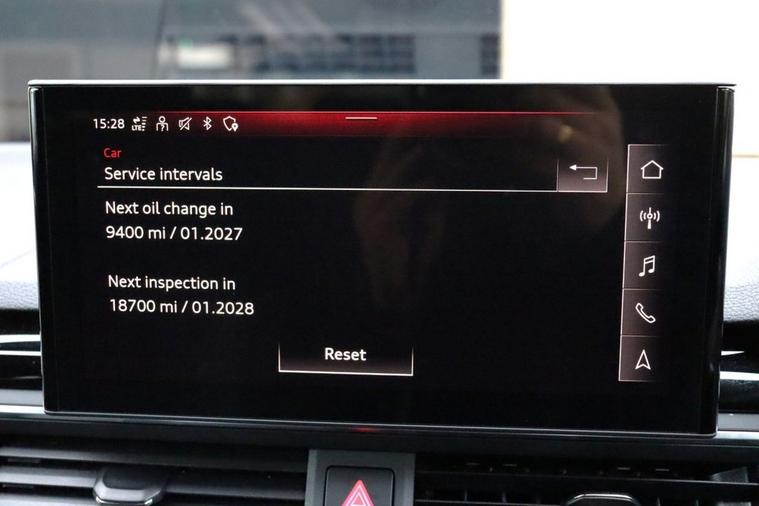 15:28 LTE
Car
Service intervals
Next oil change in
9400 mi / 01.2027
Next inspection in
18700 mi / 01.2028
Reset